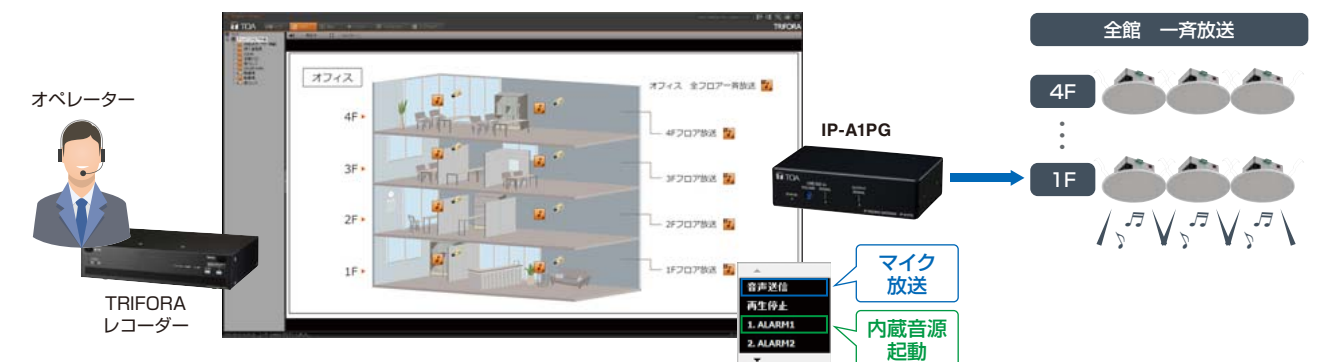 TOA
TRIFORA
オフィス
4F
3F
2F
1F
オフィス 全フロアー斉放送
4Fフロア放送
3Fフロア放送
2Fフロア放送
1Fフロア放送
オペレーター
TRIFORA
レコーダー
IP-A1PG
TOA
音声送信
再生停止
1. ALARM1
2. ALARM2
マイク
放送
内蔵音源
起動
全館 一斉放送
4F
1F